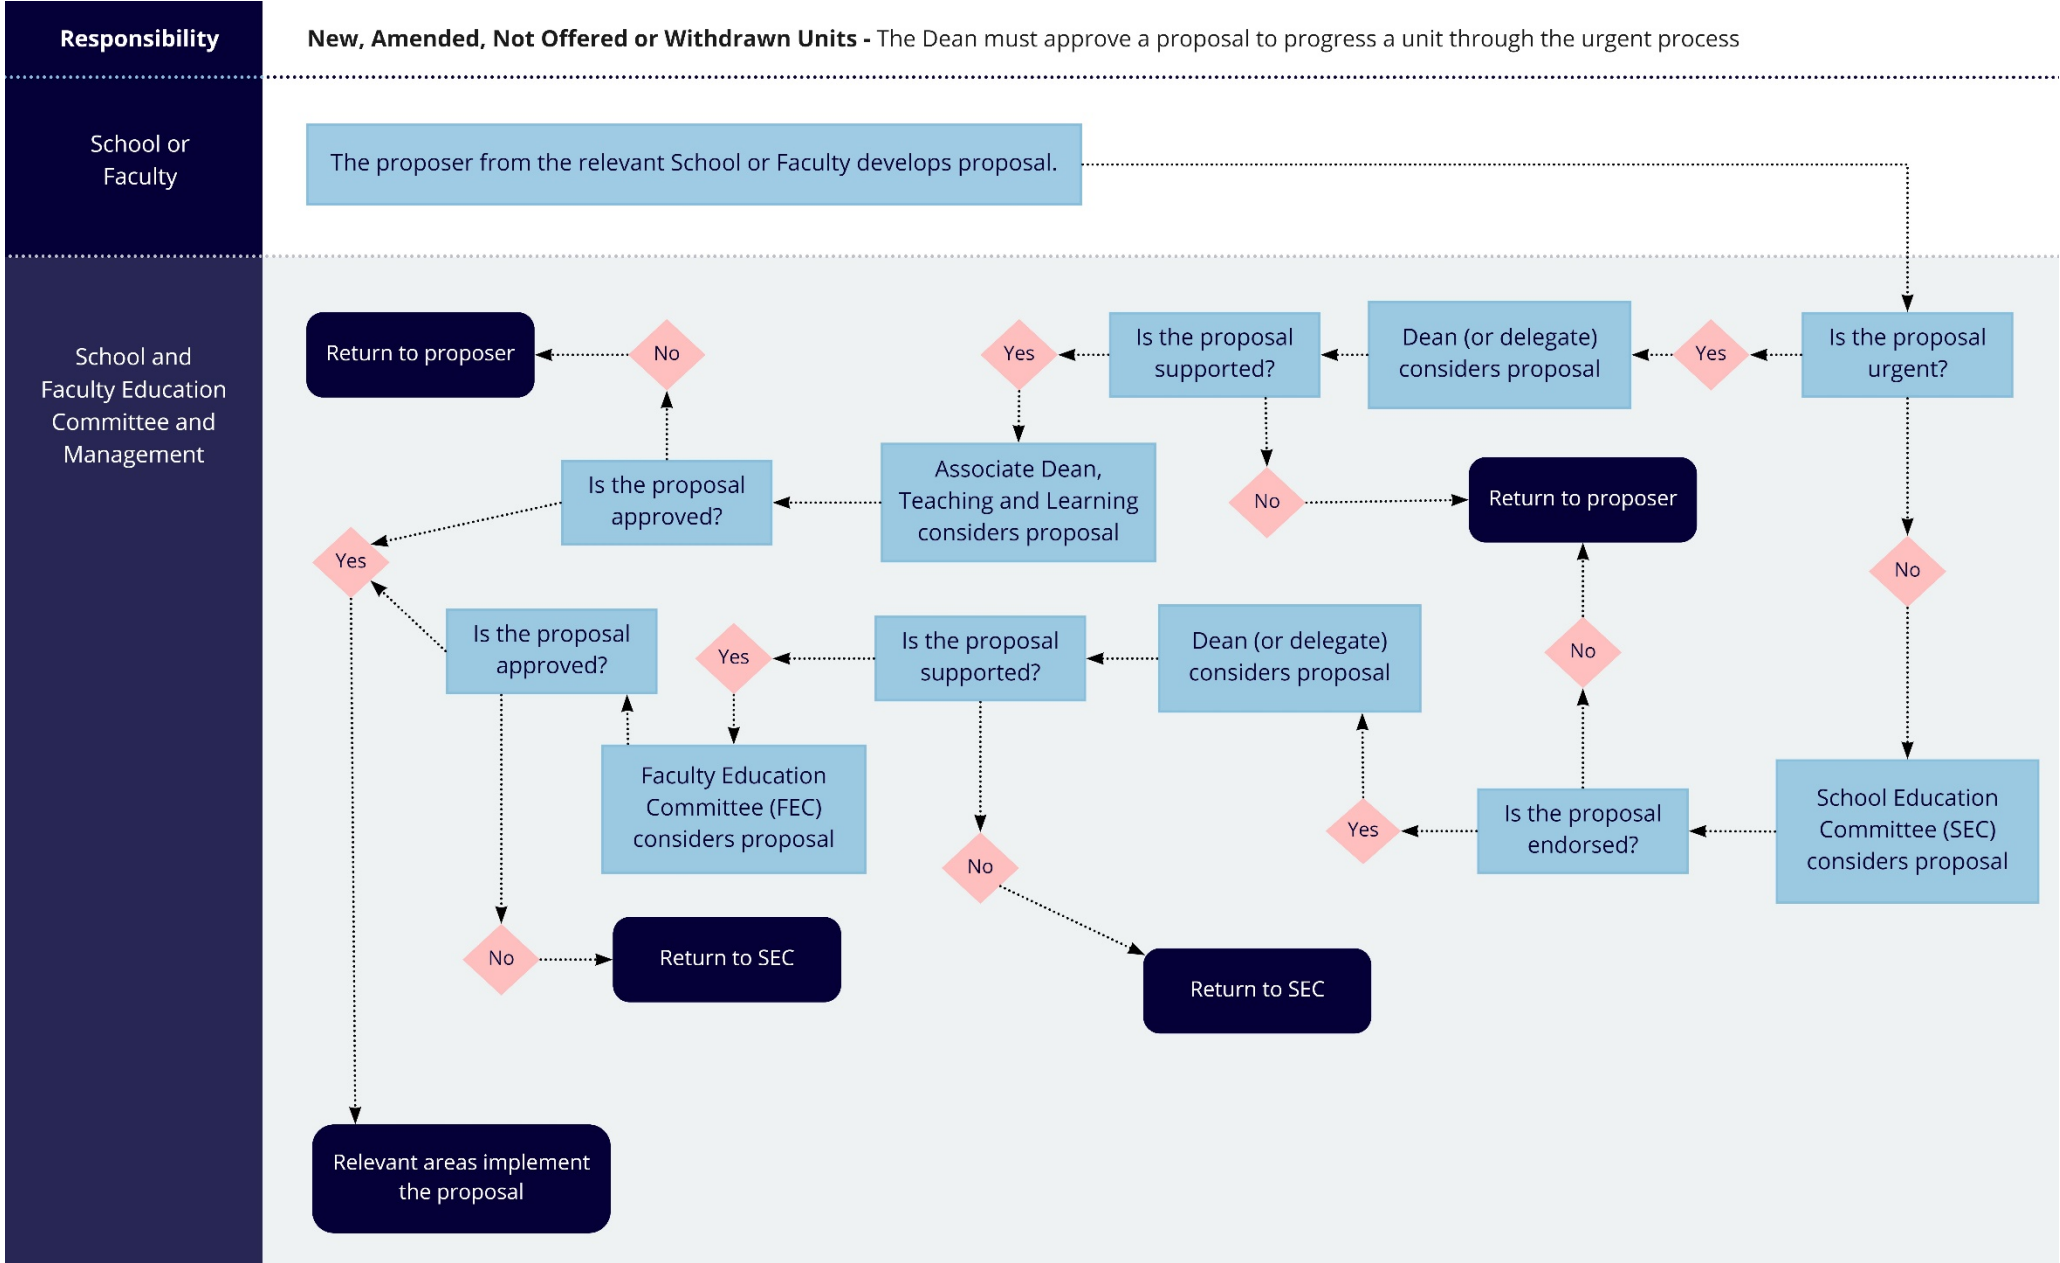 Responsibility
New, Amended, Not Offered or Withdrawn Units - The Dean must approve a proposal to progress a unit through the urgent process
School or
Faculty
The proposer from the relevant School or Faculty develops proposal.
School and
Faculty Education
Committee and
Management
Return to proposer
No
Yes
Is the proposal
supported?
Dean (or delegate)
considers proposal
Yes
Is the proposal
urgent?
Is the proposal
approved?
Associate Dean,
Teaching and Learning
considers proposal
No
Return to proposer
Yes
No
Is the proposal
approved?
Yes
Is the proposal
supported?
Dean (or delegate)
considers proposal
No
Faculty Education
Committee (FEC)
considers proposal
No
Yes
Is the proposal
endorsed?
School Education
Committee (SEC)
considers proposal
No
Return to SEC
Return to SEC
Relevant areas implement
the proposal